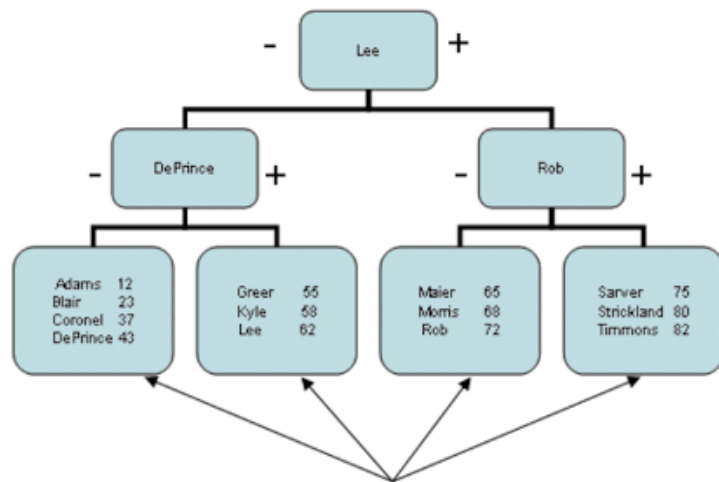 Lee
- +
DePrince
- +
Rob
- +
Adams 12
Blair 23
Coronel 37
DePrince 43
Greer 55
Kyle 58
Lee 62
Maier 65
Morris 68
Rob 72
Sarver 75
Strickland 80
Timmons 82